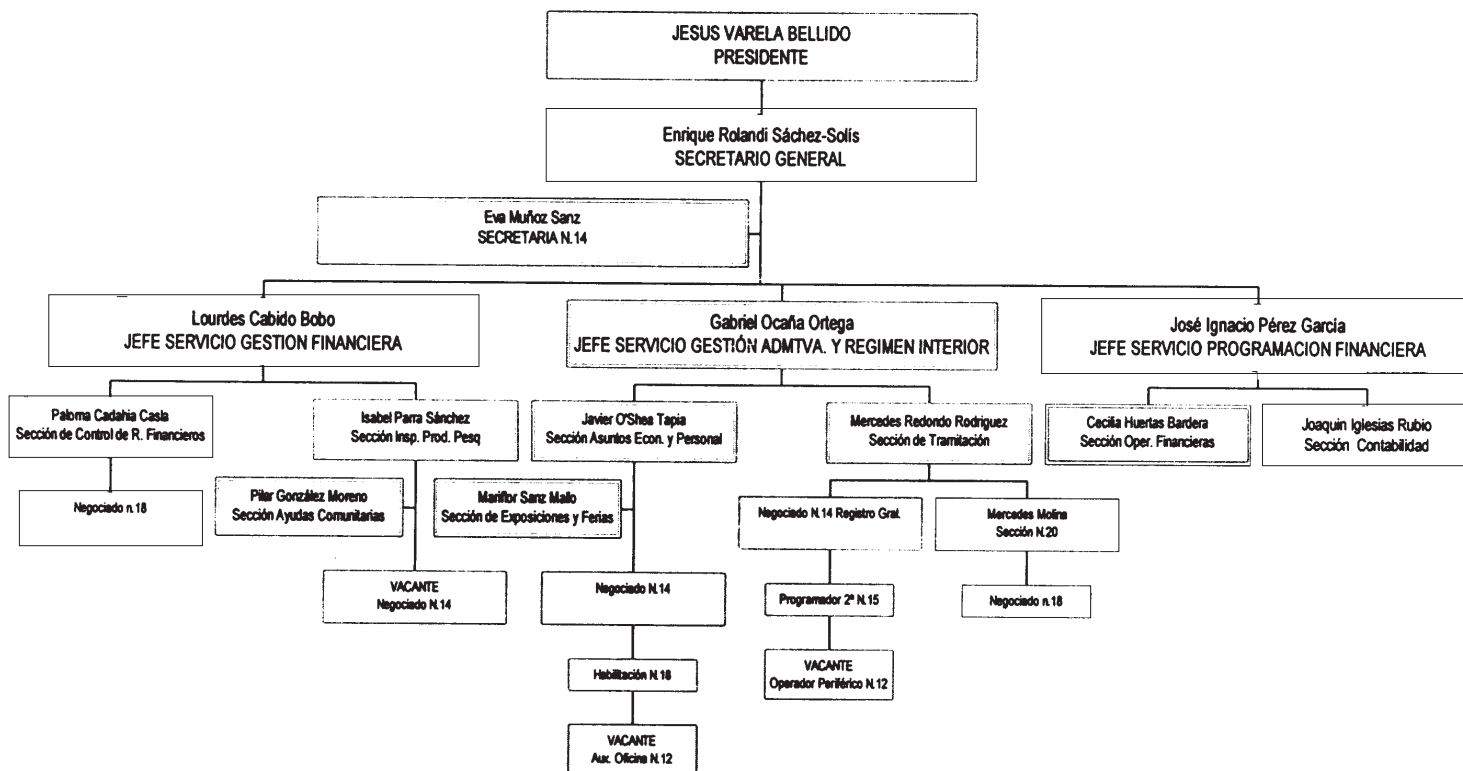 JESUS VARELA BELLIDO
PRESIDENTE
Enrique Rolandi Sáchez-Solís
SECRETARIO GENERAL
Eva Muñoz Sanz
SECRETARIA N.14
Lourdes Cabido Bobo
JEFE SERVICIO GESTION FINANCIERA
Gabriel Ocaña Ortega
JEFE SERVICIO GESTIÓN ADMTVA. Y REGIMEN INTERIOR
José Ignacio Pérez García
JEFE SERVICIO PROGRAMACION FINANCIERA
Paloma Cadahia Casla
Sección de Control de R. Financieros
Isabel Parra Sánchez
Sección Insp. Prod. Pesq
Javier O'Shea Tapia
Sección Asuntos Econ. y Personal
Mercedes Redondo Rodriguez
Sección de Tramitación
Cecilia Huertas Bardera
Sección Oper. Financieras
Joaquin Iglesias Rubio
Sección Contabilidad
Negociado n.18
Pilar González Moreno
Sección Ayudas Comunitarias
Mariflor Sanz Mallo
Sección de Exposiciones y Ferias
Negociado N.14 Registro Gral.
Mercedes Molina
Sección N.20
VACANTE
Negociado N.14
Negociado N.14
Programador 2ª N.15
Negociado n.18
Habilitación N.18
VACANTE
Operador Periférico N.12
VACANTE
Aux. Oficina N.12